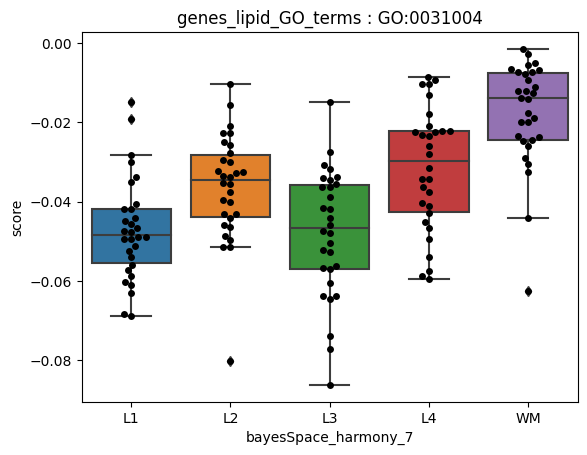 genes_lipid_GO_terms : GO:0031004
0.00
−0.02
−0.04
−0.06
−0.08
score
L1 L2 L3 L4 WM
bayesSpace_harmony_7